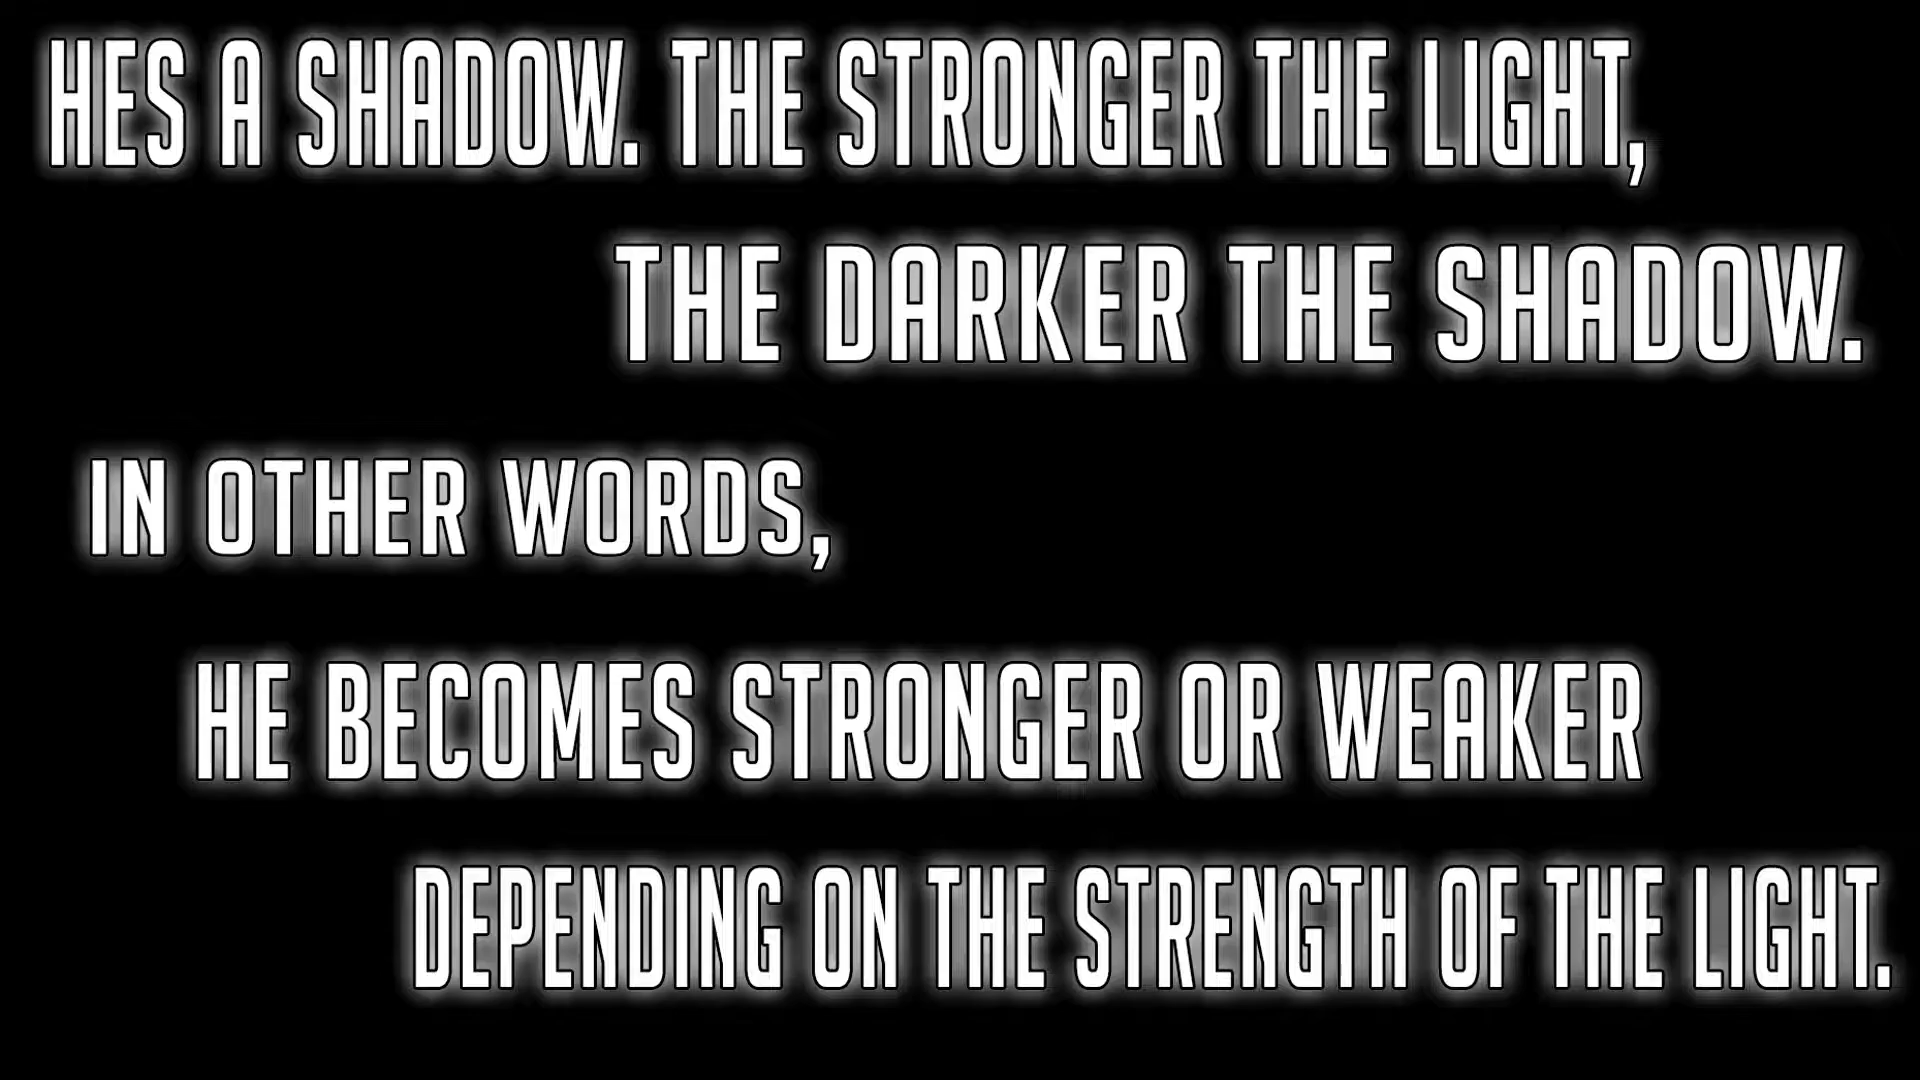 HES A SHADOW. THE STRONGER THE LIGHT,
THE DARKER THE SHADOW.
IN OTHER WORDS,
HE BECOMES STRONGER OR WEAKER
DEPENDING ON THE STRENGTH OF THE LIGHT.